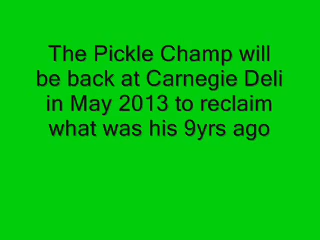 The Pickle Champ will
be back at Carnegie Deli
in May 2013 to reclaim
what was his 9yrs ago